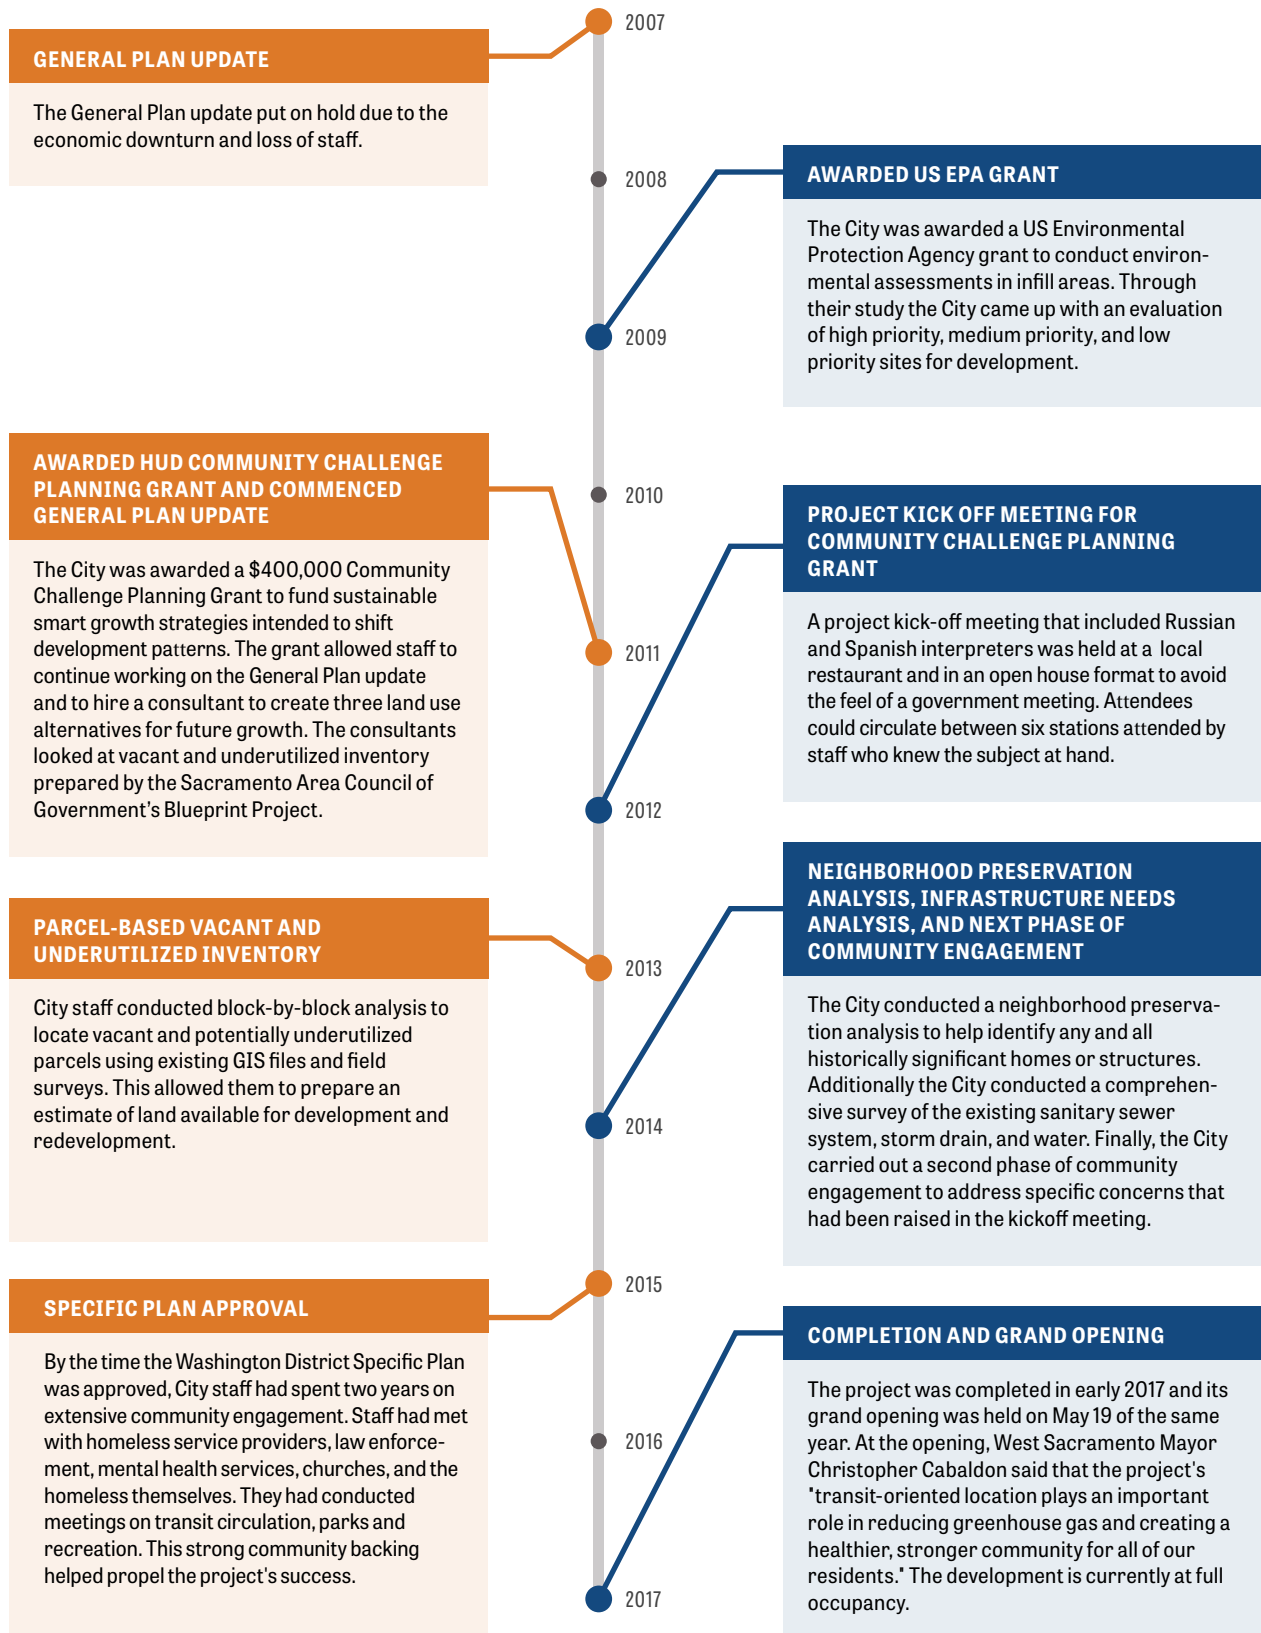 2007
GENERAL PLAN UPDATE
The General Plan update put on hold due to the
economic downturn and loss of staff.
2008
AWARDED US EPA GRANT
The City was awarded a US Environmental
Protection Agency grant to conduct environ-
mental assessments in infill areas. Through
their study the City came up with an evaluation
of high priority, medium priority, and low
priority sites for development.
2009
AWARDED HUD COMMUNITY CHALLENGE
PLANNING GRANT AND COMMENCED
GENERAL PLAN UPDATE
The City was awarded a $400,000 Community
Challenge Planning Grant to fund sustainable
smart growth strategies intended to shift
development patterns. The grant allowed staff to
continue working on the General Plan update
and to hire a consultant to create three land use
alternatives for future growth. The consultants
looked at vacant and underutilized inventory
prepared by the Sacramento Area Council of
Government's Blueprint Project.
2010
PROJECT KICK OFF MEETING FOR
COMMUNITY CHALLENGE PLANNING
GRANT
A project kick-off meeting that included Russian
and Spanish interpreters was held at a local
restaurant and in an open house format to avoid
the feel of a government meeting. Attendees
could circulate between six stations attended by
staff who knew the subject at hand.
2011
2012
PARCEL-BASED VACANT AND
UNDERUTILIZED INVENTORY
City staff conducted block-by-block analysis to
locate vacant and potentially underutilized
parcels using existing GIS files and field
surveys. This allowed them to prepare an
estimate of land available for development and
redevelopment.
2013
NEIGHBORHOOD PRESERVATION
ANALYSIS, INFRASTRUCTURE NEEDS
ANALYSIS, AND NEXT PHASE OF
COMMUNITY ENGAGEMENT
The City conducted a neighborhood preserva-
tion analysis to help identify any and all
historically significant homes or structures.
Additionally the City conducted a comprehen-
sive survey of the existing sanitary sewer
system, storm drain, and water. Finally, the City
carried out a second phase of community
engagement to address specific concerns that
had been raised in the kickoff meeting.
2014
2015
SPECIFIC PLAN APPROVAL
By the time the Washington District Specific Plan
was approved, City staff had spent two years on
extensive community engagement. Staff had met
with homeless service providers, law enforce-
ment, mental health services, churches, and the
homeless themselves. They had conducted
meetings on transit circulation, parks and
recreation. This strong community backing
helped propel the project's success.
2016
COMPLETION AND GRAND OPENING
The project was completed in early 2017 and its
grand opening was held on May 19 of the same
year. At the opening, West Sacramento Mayor
Christopher Cabaldon said that the project's
"transit-oriented location plays an important
role in reducing greenhouse gas and creating a
healthier, stronger community for all of our
residents." The development is currently at full
occupancy.
2017